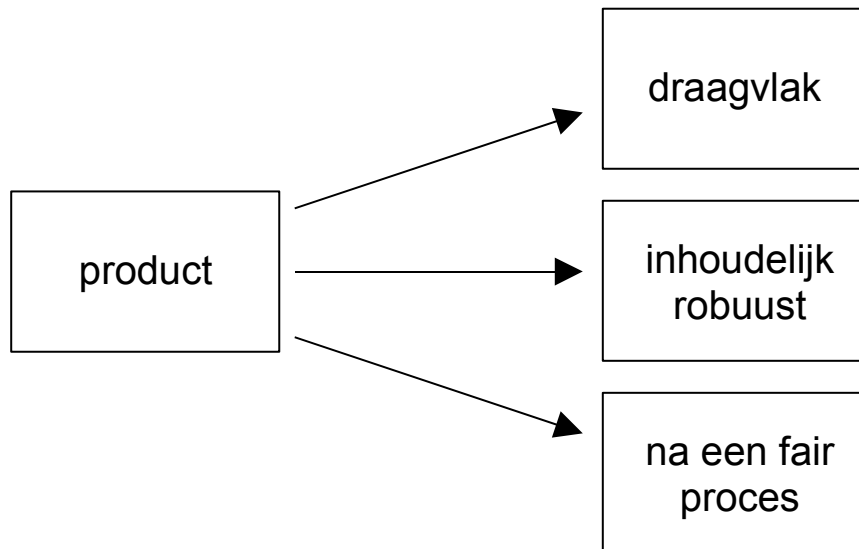 draagvlak
product
inhoudelijk
robuust
na een fair
proces